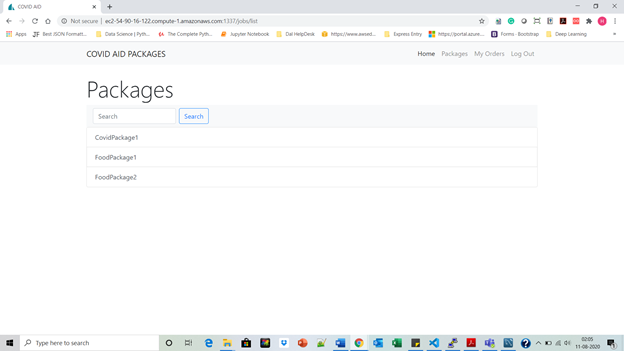 COVID AID
Not secure | ec2-54-90-16-122.compute-1.amazonaws.com:1337/jobs/list
Apps
Best JSON Formatt...
Data Science | Pyth...
The Complete Pyth...
Jupyter Notebook
Dal HelpDesk
https://www.awsed...
Express Entry
https://portal.azure....
Forms · Bootstrap
Deep Learning
COVID AID PACKAGES
Home
Packages
My Orders
Log Out
Packages
Search
Search
CovidPackage1
FoodPackage1
FoodPackage2
Type here to search
02:05
11-08-2020